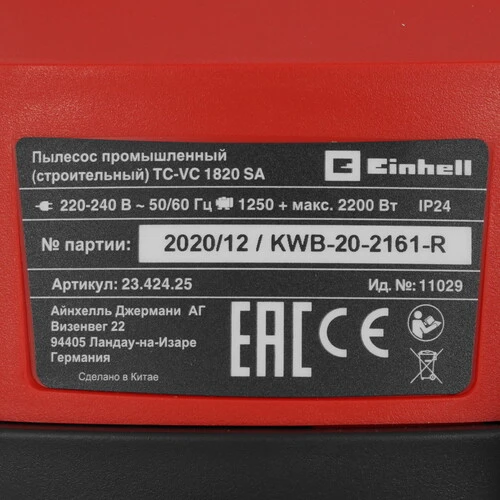 Пылесос промышленный
(строительный) TC-VC 1820 SA
Einhell
220-240 В ~ 50/60 Гц 1250 + макс. 2200 Вт IP24
№ партии: 2020/12 / KWB-20-2161-R
Артикул: 23.424.25 Ид. №: 11029
Айнхелль Джермани АГ
Визенвег 22
94405 Ландау-на-Изаре
Германия
Сделано в Китае
EAC CE